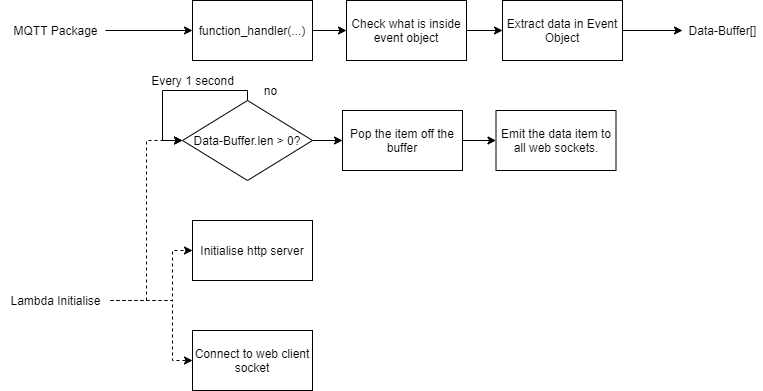 MQTT Package
function_handler(...)
Check what is inside
event object
Extract data in Event
Object
Data-Buffer[]
Every 1 second
no
Data-Buffer.len > 0?
Pop the item off the
buffer
Emit the data item to
all web sockets.
Initialise http server
Lambda Initialise
Connect to web client
socket